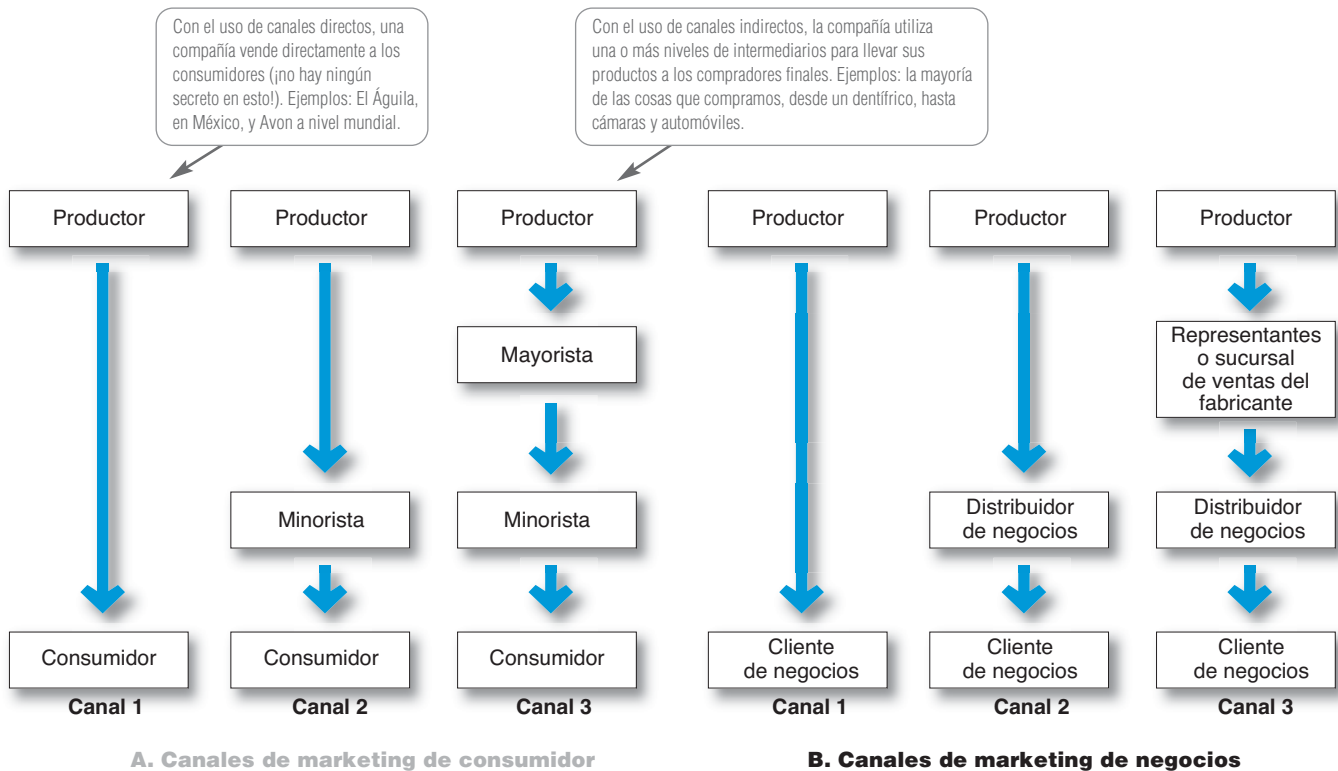 Con el uso de canales directos, una
compañía vende directamente a los
consumidores (¡no hay ningún
secreto en esto!). Ejemplos: El Águila,
en México, y Avon a nivel mundial.
Con el uso de canales indirectos, la compañía utiliza
una o más niveles de intermediarios para llevar sus
productos a los compradores finales. Ejemplos: la mayoría
de las cosas que compramos, desde un dentífrico, hasta
cámaras y automóviles.
Productor
Consumidor
Canal 1
Productor
Minorista
Consumidor
Canal 2
Productor
Mayorista
Minorista
Consumidor
Canal 3
A. Canales de marketing de consumidor
Productor
Cliente
de negocios
Canal 1
Productor
Distribuidor
de negocios
Cliente
de negocios
Canal 2
Productor
Representantes
o sucursal
de ventas del
fabricante
Distribuidor
de negocios
Cliente
de negocios
Canal 3
B. Canales de marketing de negocios